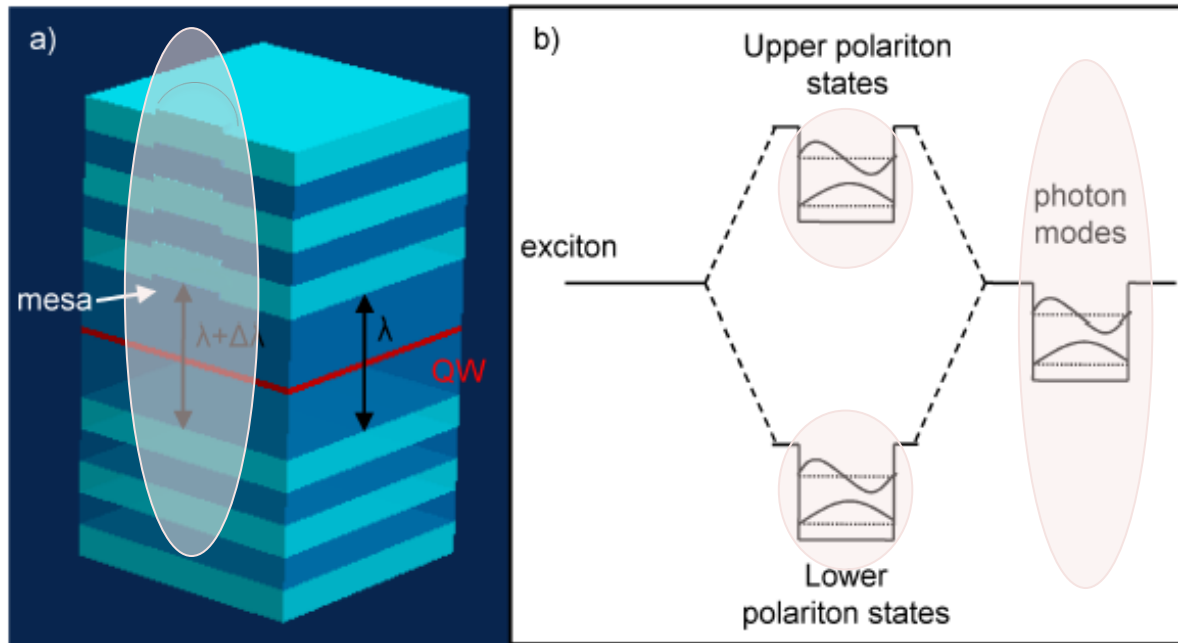 a)
mesa
λ+Δλ
λ
QW
b)
Upper polariton
states
exciton
photon
modes
Lower
polariton states